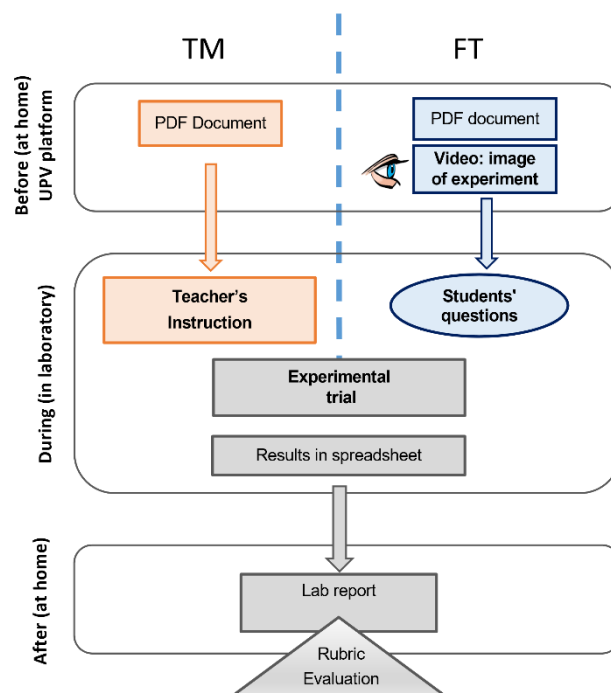 TM
FT
Before (at home)
UPV platform
PDF Document
PDF document
Video: image
of experiment
During (in laboratory)
Teacher's
Instruction
Students'
questions
Experimental
trial
Results in spreadsheet
After (at home)
Lab report
Rubric
Evaluation